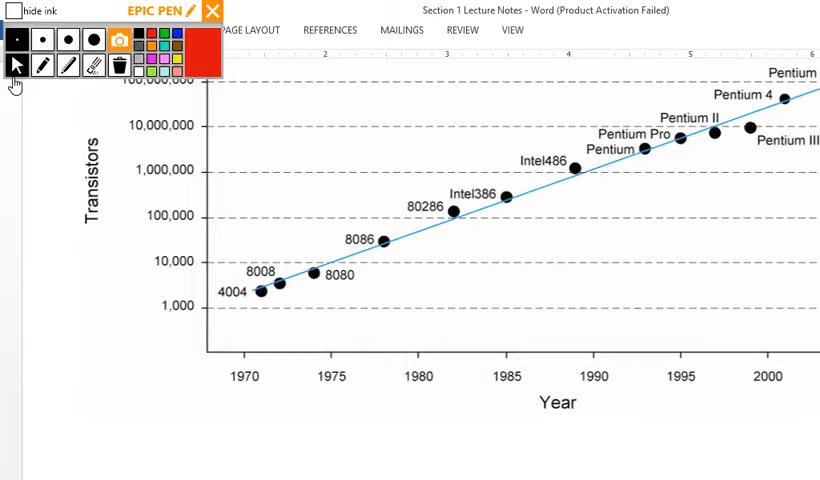 hide ink
EPIC PEN
Section 1 Lecture Notes - Word (Product Activation Failed)
PAGE LAYOUT REFERENCES MAILINGS REVIEW VIEW
2 3 4 5 6
Pentium
Pentium 4
10,000,000
Pentium II
Pentium Pro
Pentium III
Pentium
Intel486
1,000,000
Intel386
80286
100,000
8086
10,000
8008
8080
4004
1,000
Transistors
1970 1975 1980 1985 1990 1995 2000
Year